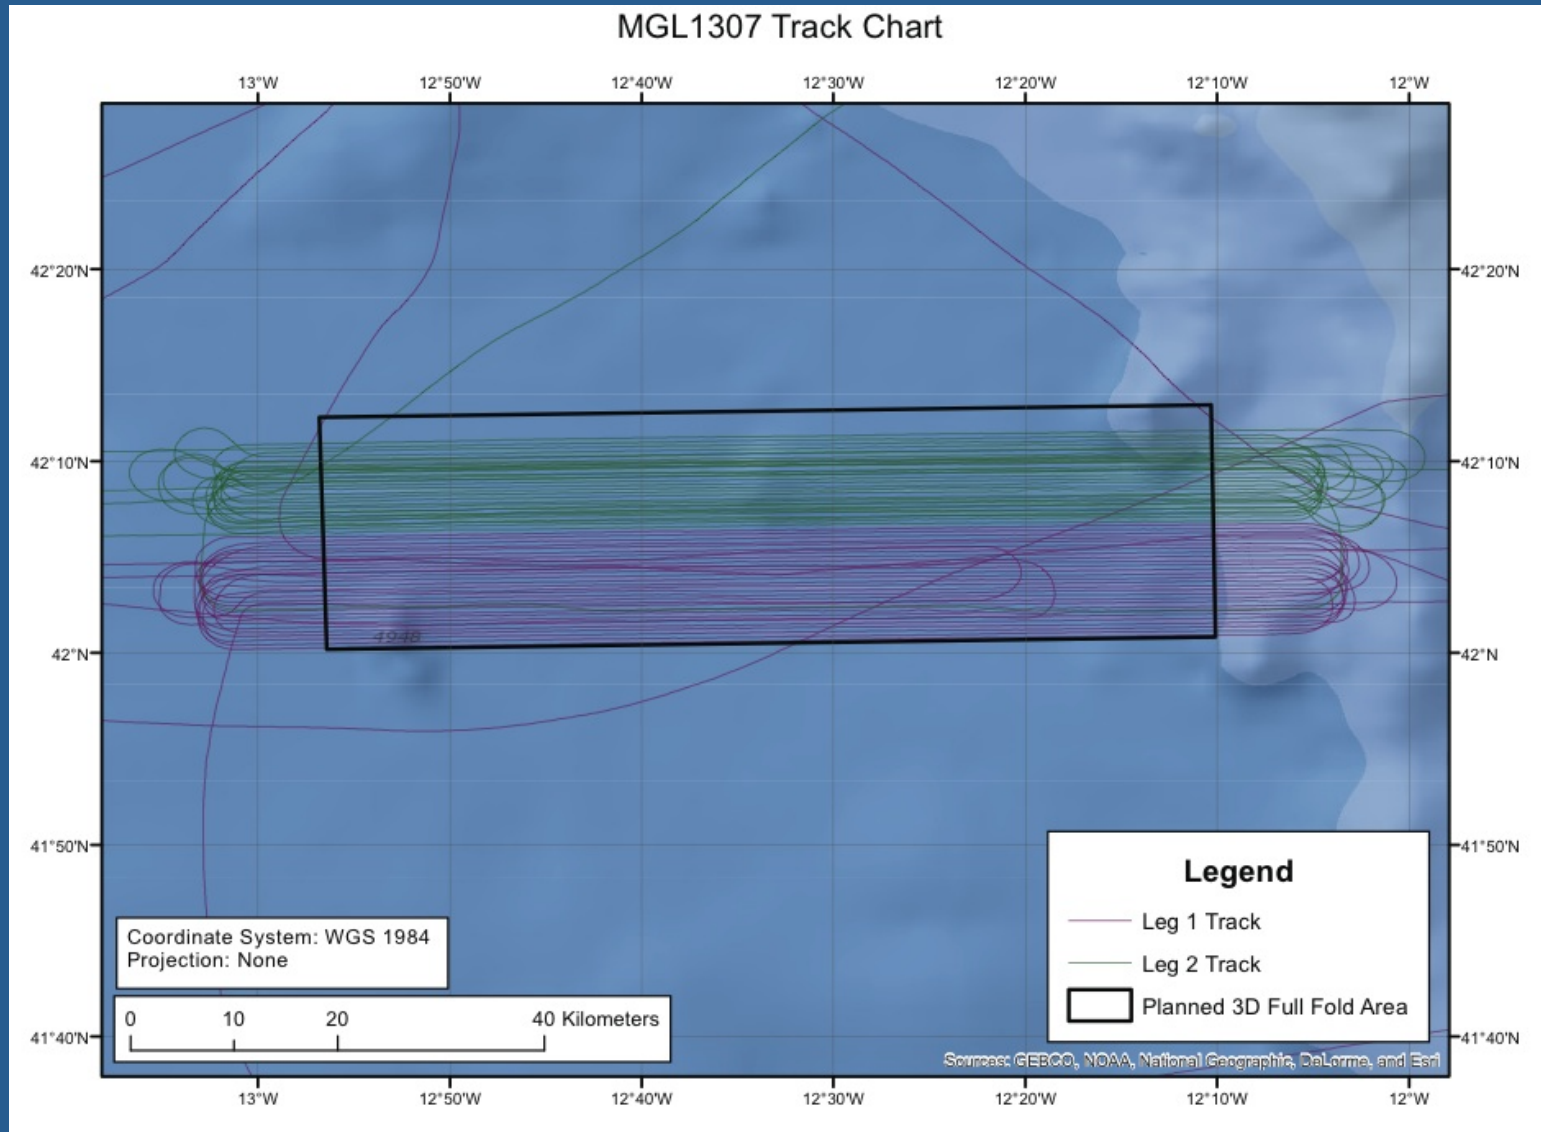 MGL1307 Track Chart
13°W 12°50'W 12°40'W 12°30'W 12°20'W 12°10'W 12°W
42°20'N 42°20'N
42°10'N 42°10'N
4948
42°N 42°N
41°50'N 41°50'N
Legend
Leg 1 Track
Leg 2 Track
Planned 3D Full Fold Area
Coordinate System: WGS 1984
Projection: None
0 10 20 40 Kilometers
41°40'N 41°40'N
Sources: GEBCO, NOAA, National Geographic, DeLorme, and Esri
13°W 12°50'W 12°40'W 12°30'W 12°20'W 12°10'W 12°W